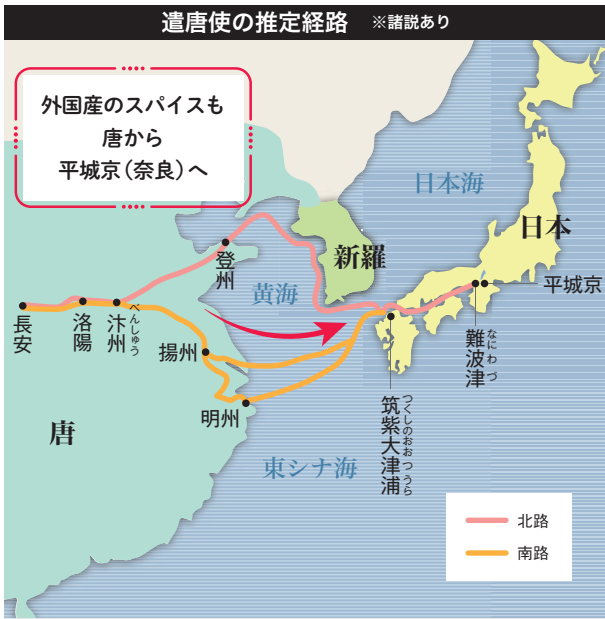 遣唐使の推定経路 ※諸説あり
外国産のスパイスも
唐から
平城京（奈良）へ
日本海
日本
新羅
登州
黄海
平城京
長安
洛陽
汴州
べんしゅう
揚州
難波津
なにわづ
明州
筑紫大津浦
つくしのおおつうら
唐
東シナ海
北路
南路